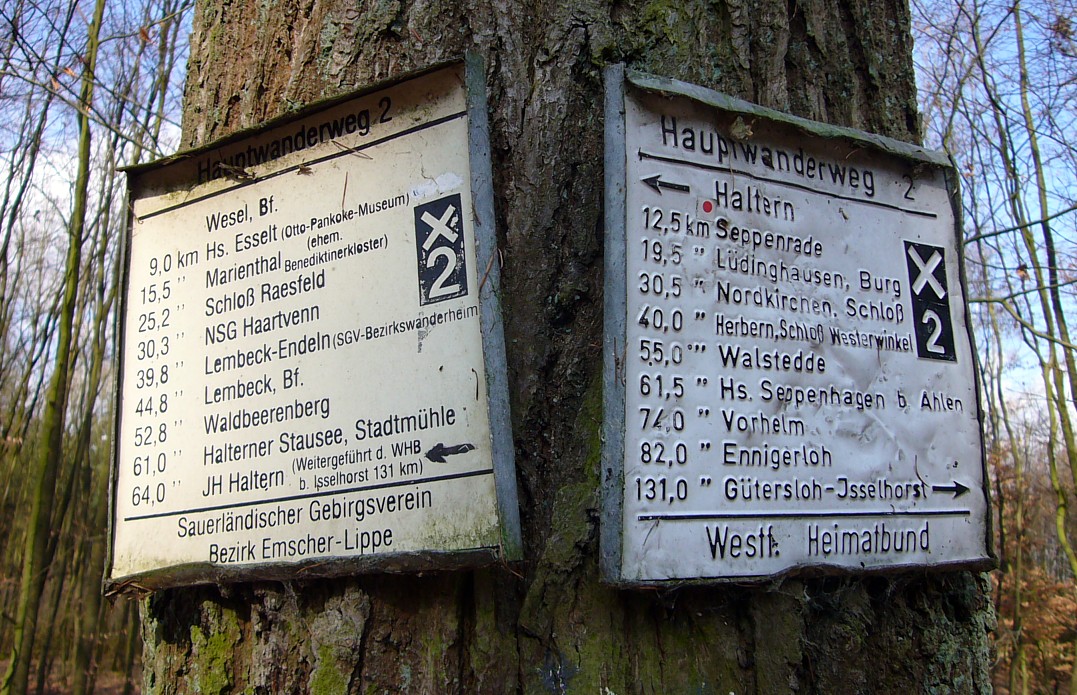 Hauptwanderweg 2
Wesel, Bf.
9,0 km Hs. Esselt (Otto-Pankoke-Museum)
15,5 " Marienthal (ehem. Benediktinerkloster)
25,2 " Schloß Raesfeld
30,3 " NSG Haartvenn
39,8 " Lembeck-Endeln (SGV-Bezirkswanderheim
44,8 " Lembeck, Bf.
52,8 " Waldbeerenberg
61,0 " Halterner Stausee, Stadtmühle
64,0 " JH Haltern (Weitergeführt d. WHB b. Isselhorst 131 km)
X
2
Sauerländischer Gebirgsverein
Bezirk Emscher-Lippe
Hauptwanderweg 2
Haltern
12,5 km Seppenrade
19,5 " Lüdinghausen, Burg
30,5 " Nordkirchen, Schloß
40,0 " Herbern, Schloß Westerwinkel
55,0 " Walstedde
61,5 " Hs. Seppenhagen b. Ahlen
74,0 " Vorhelm
82,0 " Ennigerloh
131,0 " Gütersloh-Jsselhorst
X
2
Westf. Heimatbund